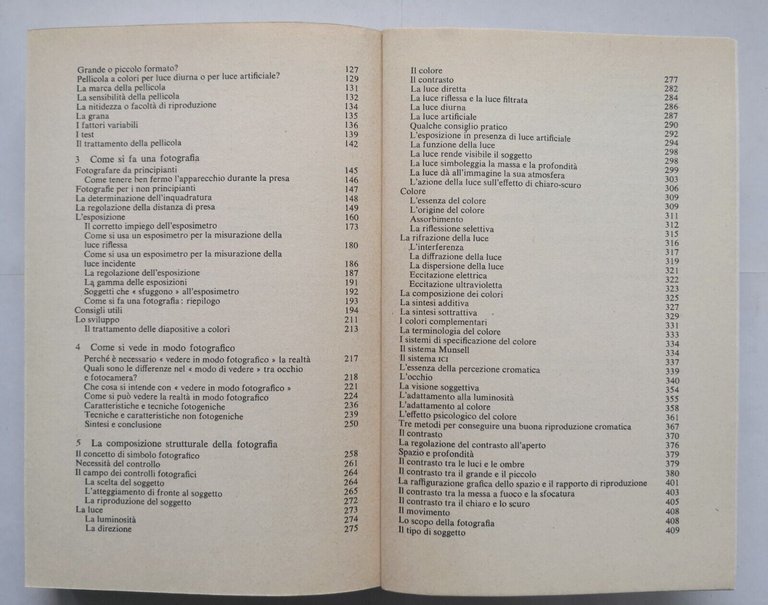 Grande o piccolo formato? 127
Pellicola a colori per luce diurna o per luce artificiale? 129
La marca della pellicola 131
La sensibilità della pellicola 132
La nitidezza o facoltà di riproduzione 134
La grana 135
I fattori variabili 136
I test 139
Il trattamento della pellicola 142
3 Come si fa una fotografia
Fotografare da principianti 145
Come tenere ben fermo l'apparecchio durante la presa 146
Fotografie per i non principianti 147
La determinazione dell'inquadratura 148
La regolazione della distanza di presa 149
L'esposizione 160
Il corretto impiego dell'esposimetro 173
Come si usa un esposimetro per la misurazione della
luce riflessa 180
Come si usa un esposimetro per la misurazione della
luce incidente 186
La regolazione dell'esposizione 187
La gamma delle esposizioni 191
Soggetti che « sfuggono » all'esposimetro 192
Come si fa una fotografia: riepilogo 193
Consigli utili 194
Lo sviluppo 211
Il trattamento delle diapositive a colori 213
4 Come si vede in modo fotografico
Perché è necessario « vedere in modo fotografico » la realtà 217
Quali sono le differenze nel « modo di vedere » tra occhio
e fotocamera? 218
Che cosa si intende con « vedere in modo fotografico » 221
Come si può vedere la realtà in modo fotografico 224
Caratteristiche e tecniche fotogeniche 236
Tecniche e caratteristiche non fotogeniche 239
Sintesi e conclusione 250
5 La composizione strutturale della fotografia
Il concetto di simbolo fotografico 258
Necessità del controllo 261
Il campo dei controlli fotografici 264
La scelta del soggetto 264
L'atteggiamento di fronte al soggetto 265
La riproduzione del soggetto 272
La luce 273
La luminosità 274
La direzione 275
Il colore 277
Il contrasto 282
La luce diretta 284
La luce riflessa e la luce filtrata 286
La luce diurna 287
La luce artificiale 290
Qualche consiglio pratico 292
L'esposizione in presenza di luce artificiale 294
La funzione della luce 298
La luce rende visibile il soggetto 298
La luce simboleggia la massa e la profondità 299
La luce dà all'immagine la sua atmosfera 303
L'azione della luce sull'effetto di chiaro-scuro 306
Colore 309
L'essenza del colore 309
L'origine del colore 311
Assorbimento 312
La riflessione selettiva 315
La rifrazione della luce 316
L'interferenza 317
La diffrazione della luce 319
La dispersione della luce 321
Eccitazione elettrica 322
Eccitazione ultravioletta 323
La composizione dei colori 325
La sintesi additiva 327
La sintesi sottrattiva 329
I colori complementari 331
La terminologia del colore 333
I sistemi di specificazione del colore 334
Il sistema Munsell 334
Il sistema ICI 337
L'essenza della percezione cromatica 339
L'occhio 340
La visione soggettiva 354
L'adattamento alla luminosità 355
L'adattamento al colore 358
L'effetto psicologico del colore 361
Tre metodi per conseguire una buona riproduzione cromatica 367
Il contrasto 370
La regolazione del contrasto all'aperto 376
Spazio e profondità 379
Il contrasto tra le luci e le ombre 379
Il contrasto tra il grande e il piccolo 380
La raffigurazione grafica dello spazio e il rapporto di riproduzione 401
Il contrasto tra la messa a fuoco e la sfocatura 403
Il contrasto tra il chiaro e lo scuro 405
Il movimento 408
Lo scopo della fotografia 408
Il tipo di soggetto 409